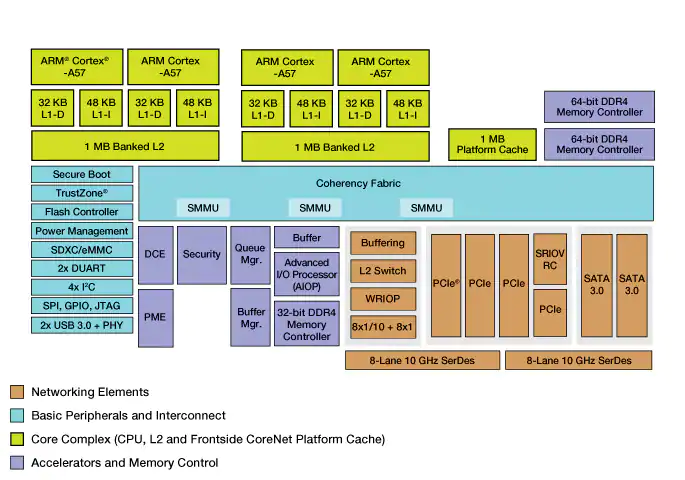 ARM® Cortex®
-A57
ARM Cortex
-A57
ARM Cortex
-A57
ARM Cortex
-A57
32 KB
L1-D
48 KB
L1-I
32 KB
L1-D
48 KB
L1-I
32 KB
L1-D
48 KB
L1-I
32 KB
L1-D
48 KB
L1-I
64-bit DDR4
Memory Controller
1 MB Banked L2
1 MB Banked L2
1 MB
Platform Cache
64-bit DDR4
Memory Controller
Secure Boot
TrustZone®
Flash Controller
Power Management
SDXC/eMMC
2x DUART
4x I²C
SPI, GPIO, JTAG
2x USB 3.0 + PHY
Coherency Fabric
SMMU
SMMU
SMMU
DCE
PME
Security
Queue
Mgr.
Buffer
Mgr.
Buffer
Advanced
I/O Processor
(AIOP)
32-bit DDR4
Memory
Controller
Buffering
L2 Switch
WRIOP
8x1/10 + 8x1
PCIe®
PCIe
PCIe
SRIOV
RC
PCIe
SATA
3.0
SATA
3.0
8-Lane 10 GHz SerDes
8-Lane 10 GHz SerDes
Networking Elements
Basic Peripherals and Interconnect
Core Complex (CPU, L2 and Frontside CoreNet Platform Cache)
Accelerators and Memory Control